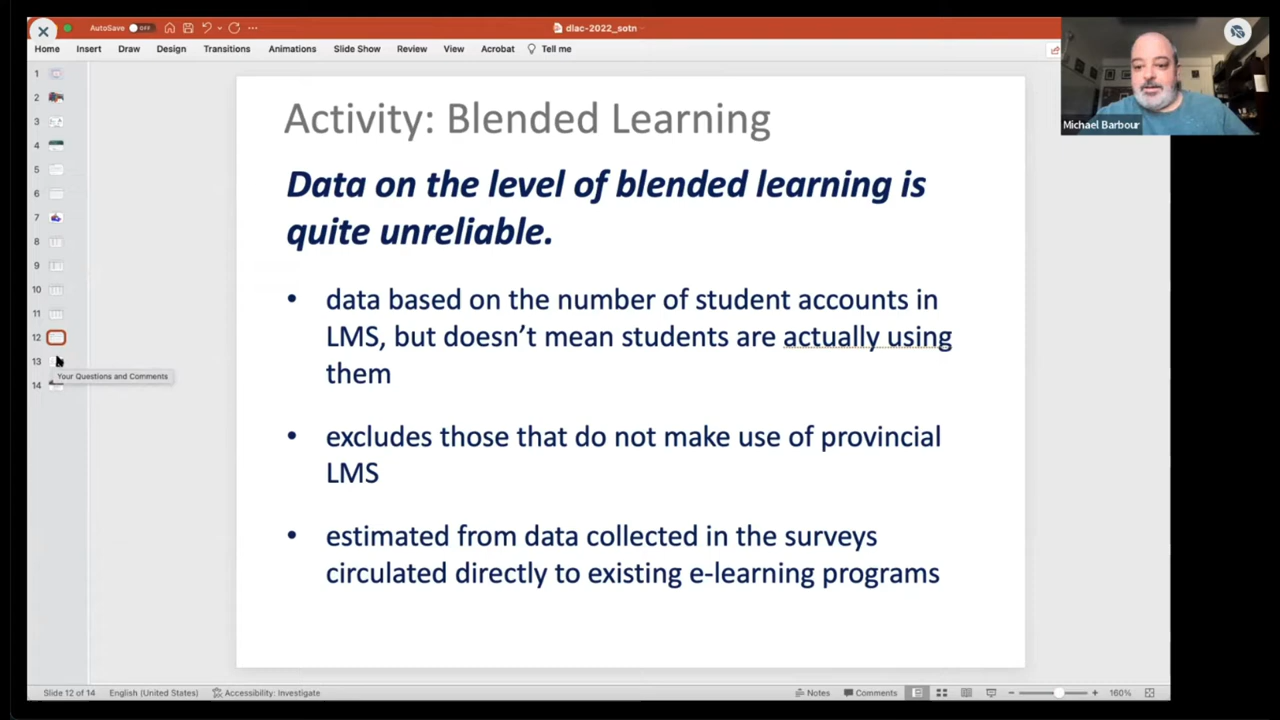 AutoSave OFF
dlac-2022_sotn
Home Insert Draw Design Transitions Animations Slide Show Review View Acrobat Tell me
Michael Barbour
1
2
3
4
5
6
7
8
9
10
11
12
13
14
Your Questions and Comments
Activity: Blended Learning
Data on the level of blended learning is
quite unreliable.
• data based on the number of student accounts in
LMS, but doesn't mean students are actually using
them
• excludes those that do not make use of provincial
LMS
• estimated from data collected in the surveys
circulated directly to existing e-learning programs
Slide 12 of 14 English (United States) Accessibility: Investigate Notes Comments 160%